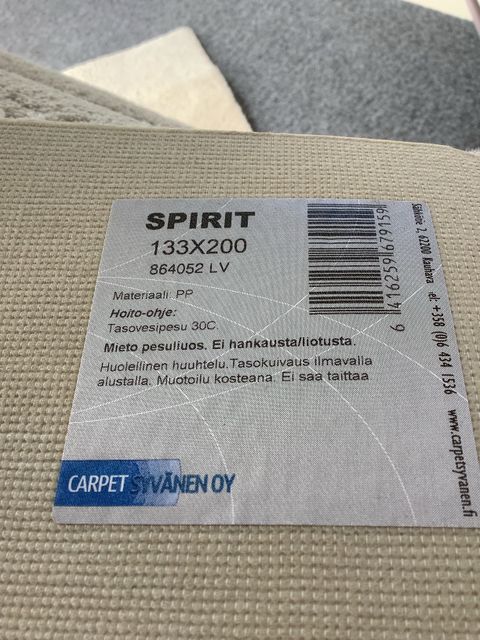 SPIRIT
133X200
864052 LV
Materiaali: PP
Hoito-ohje:
Tasovesipesu 30C.
Mieto pesuliuos. Ei hankausta/liotusta.
Huolellinen huuhtelu.Tasokuivaus ilmavalla
alustalla. Muotoilu kosteana. Ei saa taittaa
CARPET SYVÄNEN OY
6 416259 679159
2, 62200 Kauhava
+358 (0)6 434 1536
www.carpetsyvanen.fi